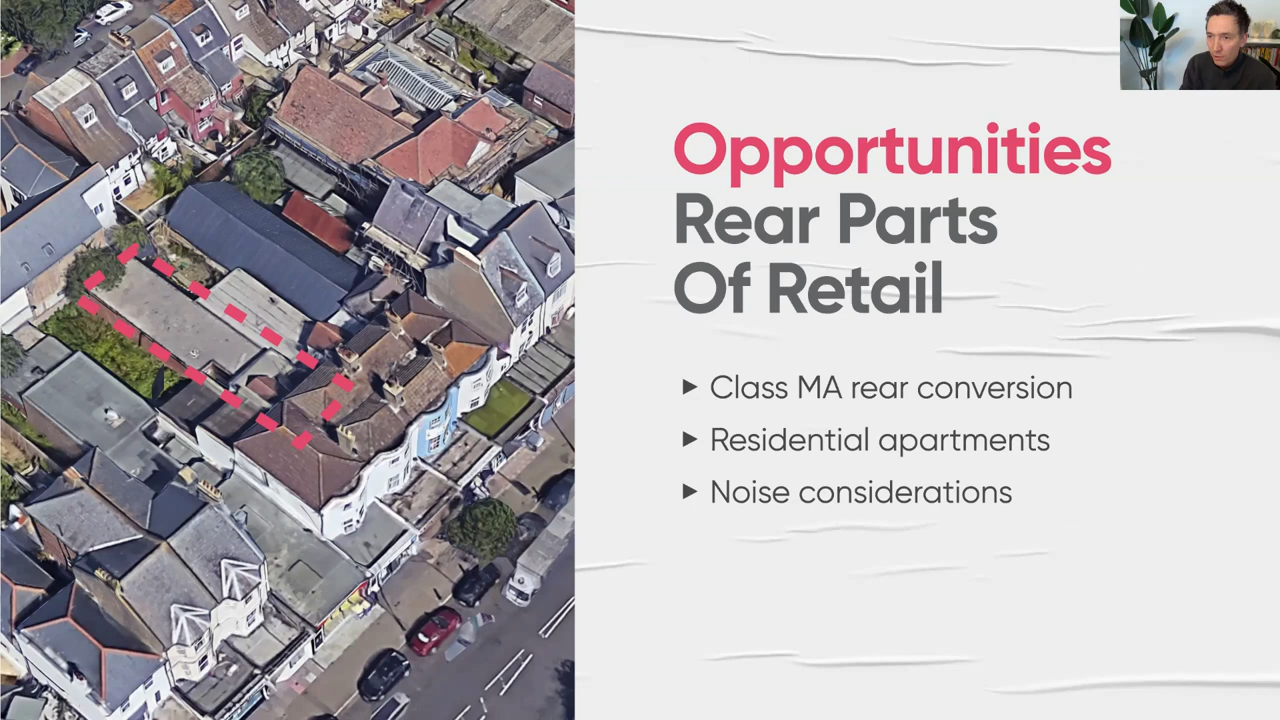 Opportunities
Rear Parts
Of Retail
Class MA rear conversion
Residential apartments
Noise considerations